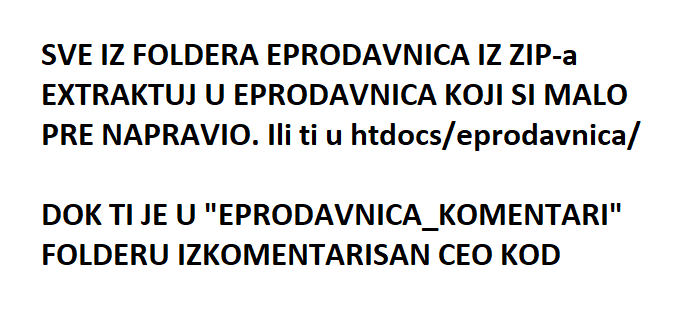 SVE IZ FOLDERA EPRODAVNICA IZ ZIP-a
EXTRAKTUJ U EPRODAVNICA KOJI SI MALO
PRE NAPRAVIO. Ili ti u htdocs/eprodavnica/
DOK TI JE U "EPRODAVNICA_KOMENTARI"
FOLDERU IZKOMENTARISAN CEO KOD